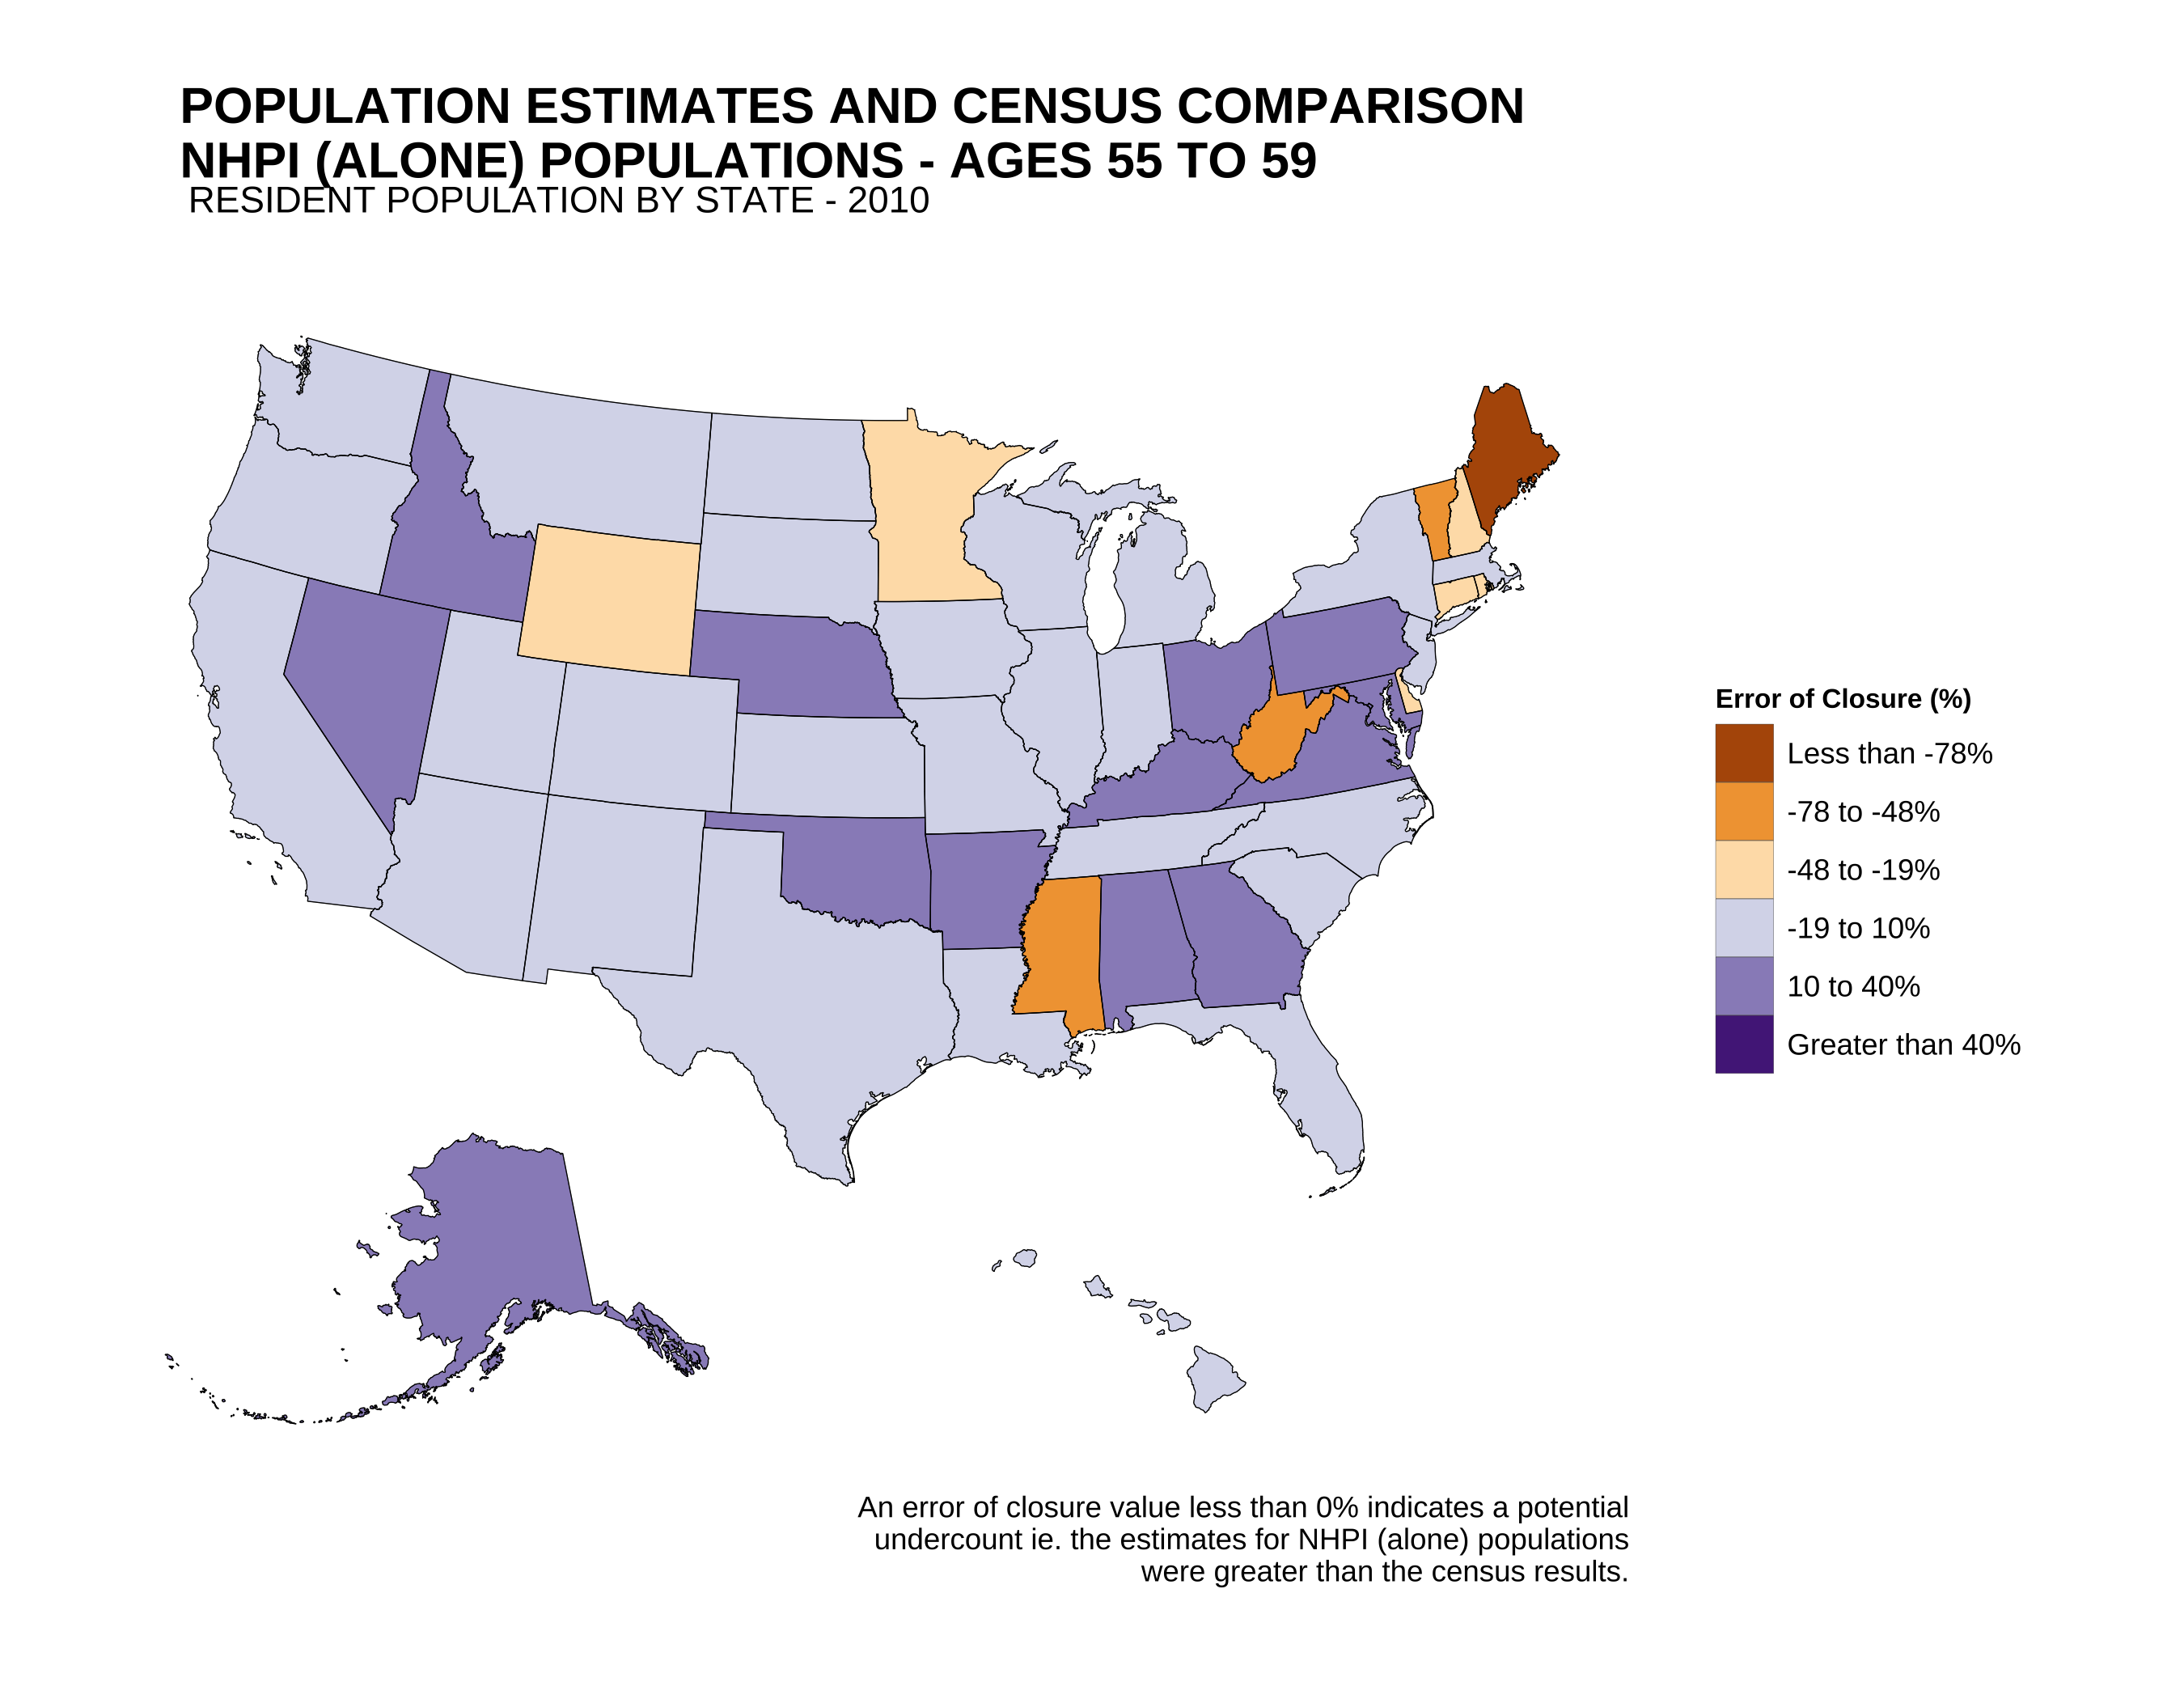 POPULATION ESTIMATES AND CENSUS COMPARISON
NHPI (ALONE) POPULATIONS - AGES 55 TO 59
RESIDENT POPULATION BY STATE - 2010
Error of Closure (%)
Less than -78%
-78 to -48%
-48 to -19%
-19 to 10%
10 to 40%
Greater than 40%
An error of closure value less than 0% indicates a potential
undercount ie. the estimates for NHPI (alone) populations
were greater than the census results.